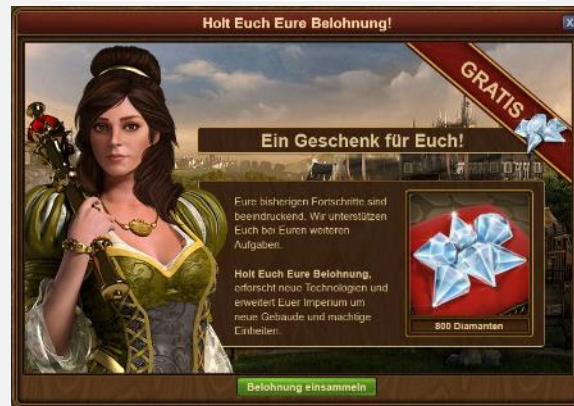 Holt Euch Eure Belohnung!
X
GRATIS
Ein Geschenk für Euch!
Eure bisherigen Fortschritte sind
beeindruckend. Wir unterstützen
Euch bei Euren weiteren
Aufgaben.
Holt Euch Eure Belohnung,
erforscht neue Technologien und
erweitert Euer Imperium um
neue Gebäude und mächtige
Einheiten.
800 Diamanten
Belohnung einsammeln